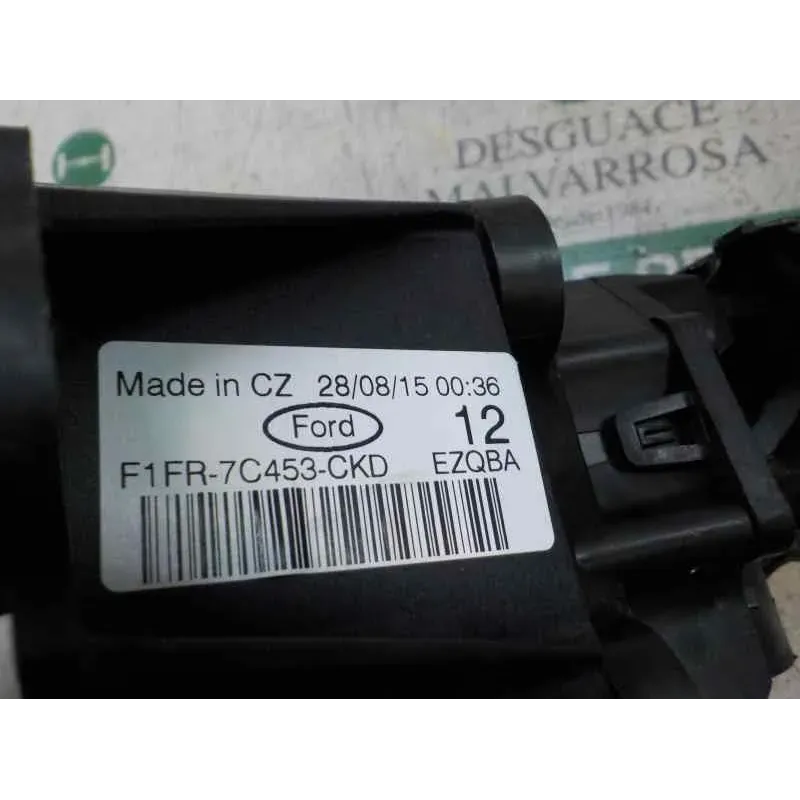 DESGUACE
MALVARROSA
Made in CZ 28/08/15 00:36
Ford 12
F1FR-7C453-CKD EZQBA